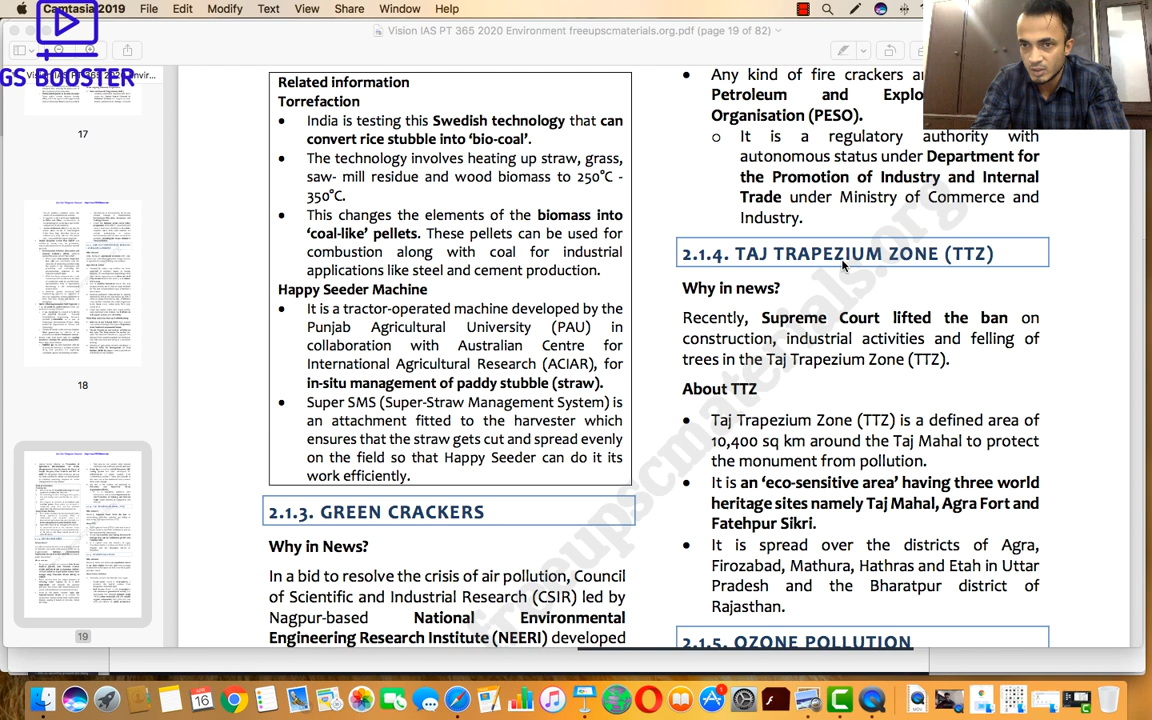 Camtasia 2019 File Edit Modify Text View Share Window Help
GS BOOSTER
Vision IAS PT 365 2020 Environment freeupscmaterials.org.pdf (page 19 of 82)
Vision IAS PT 365 2020 Envir...
17
18
19
Related information
Torrefaction
• India is testing this Swedish technology that can
convert rice stubble into ‘bio-coal’.
• The technology involves heating up straw, grass,
saw- mill residue and wood biomass to 250°C -
350°C.
• This changes the elements of the biomass into
‘coal-like’ pellets. These pellets can be used for
combustion along with coal for industrial
applications like steel and cement production.
Happy Seeder Machine
• It is a tractor-operated machine developed by the
Punjab Agricultural University (PAU) in
collaboration with Australian Centre for
International Agricultural Research (ACIAR), for
in-situ management of paddy stubble (straw).
• Super SMS (Super-Straw Management System) is
an attachment fitted to the harvester which
ensures that the straw gets cut and spread evenly
on the field so that Happy Seeder can do it its
work efficiently.
2.1.3. GREEN CRACKERS
Why in News?
In a bid to resolve the crisis of air pollution, Council
of Scientific and Industrial Research (CSIR) led by
Nagpur-based National Environmental
Engineering Research Institute (NEERI) developed
• Any kind of fire crackers
Petroleum and
Organisation (PESO).
o It is a regulatory authority with
autonomous status under Department for
the Promotion of Industry and Internal
Trade under Ministry of Commerce and
Industry.
2.1.4. TAJ TRAPEZIUM ZONE (TTZ)
Why in news?
Recently, Supreme Court lifted the ban on
construction, industrial activities and felling of
trees in the Taj Trapezium Zone (TTZ).
About TTZ
• Taj Trapezium Zone (TTZ) is a defined area of
10,400 sq km around the Taj Mahal to protect
the monument from pollution.
• It is an ‘eco-sensitive area’ having three world
heritage sites namely Taj Mahal, Agra Fort and
Fatehpur Sikri.
• It is spread over the districts of Agra,
Firozabad, Mathura, Hathras and Etah in Uttar
Pradesh and the Bharatpur district of
Rajasthan.
2.1.5. OZONE POLLUTION
freeupscmaterials.org